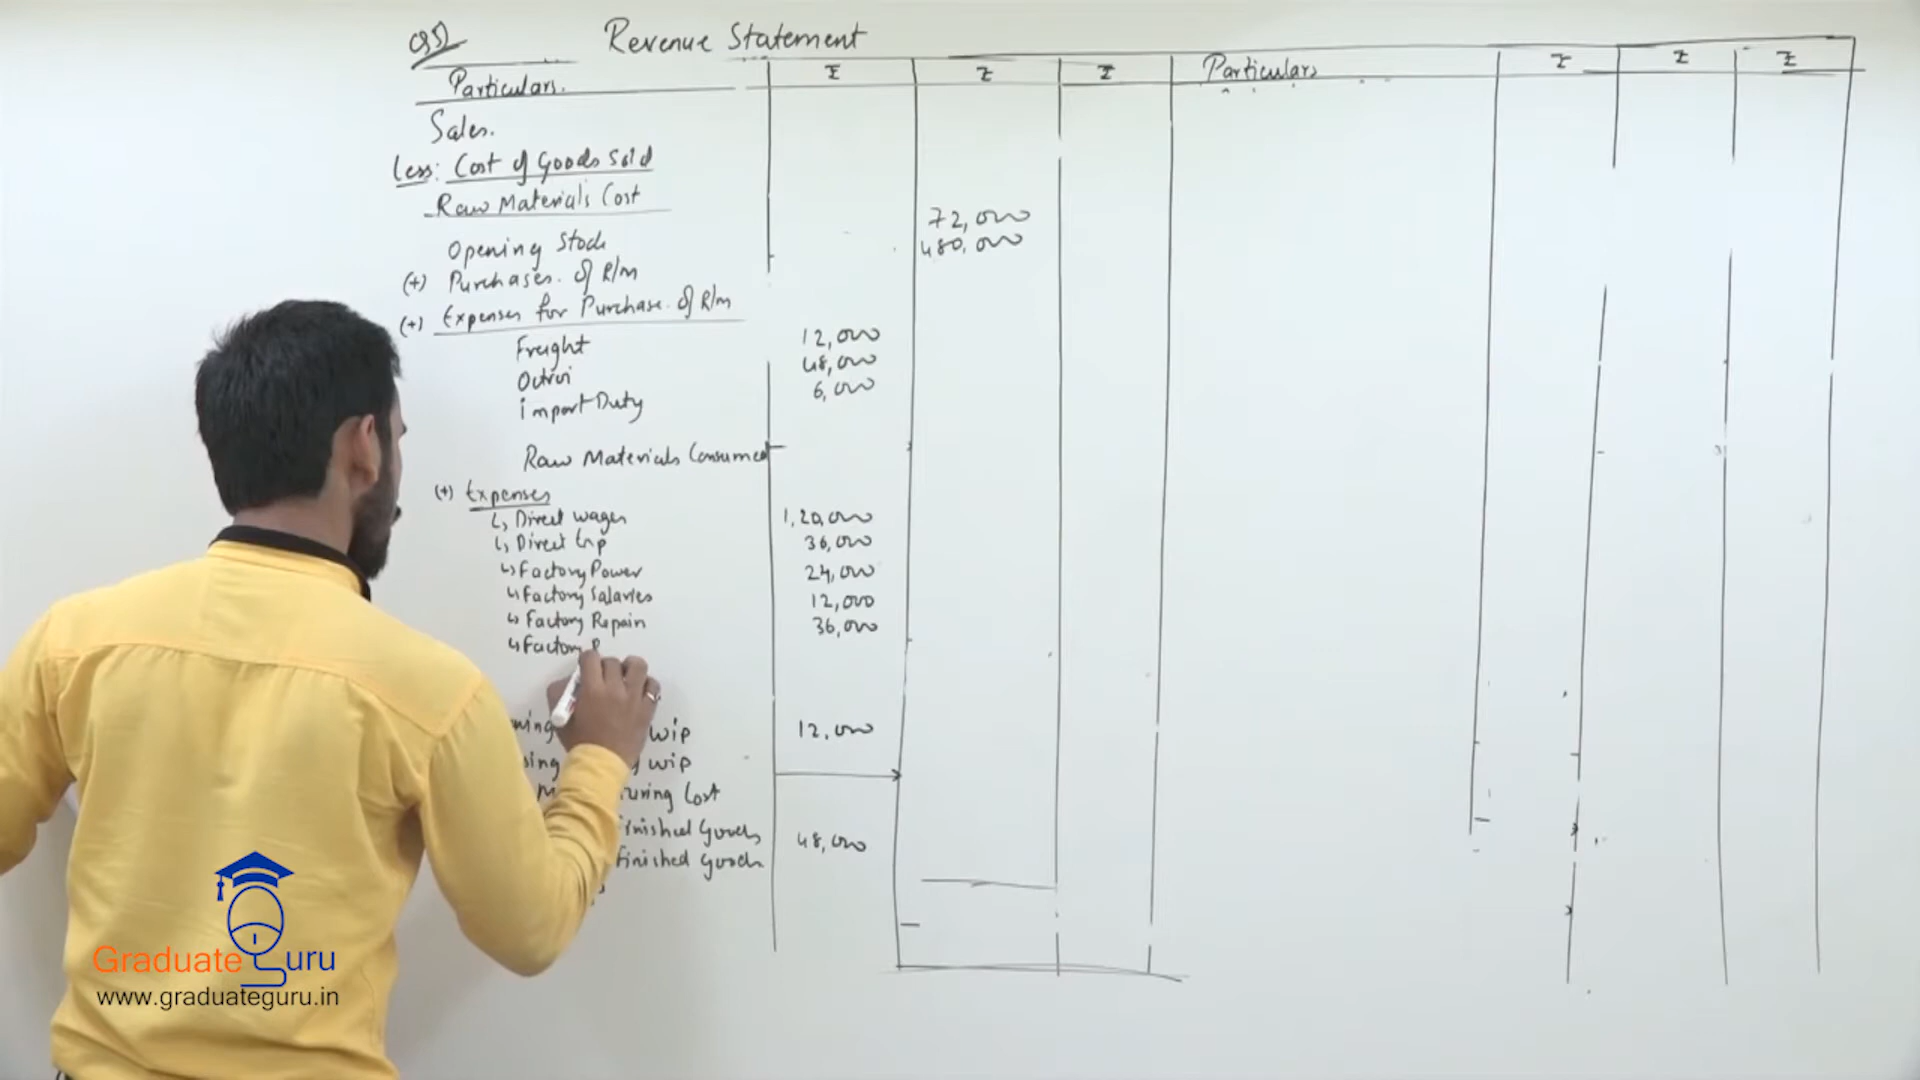 Q5)
Revenue Statement
Particulars. ₹ ₹ ₹ Particulars ₹ ₹ ₹
Sales.
Less: Cost of Goods Sold
Raw Materials Cost
Opening Stock 72,000
(+) Purchases. of R/m 480,000
(+) Expenses for Purchase. of R/m
Freight 12,000
Octroi 48,000
import Duty 6,000
Raw Materials Consumed
(+) Expenses
↳ Direct wages 1,20,000
↳ Direct Exp 36,000
↳ Factory Power 24,000
↳ Factory Salaries 12,000
↳ Factory Repair 36,000
↳ Factory R
wip 12,000
wip
Cost
finished Goods 48,000
finished Goods
Graduate Guru
www.graduateguru.in